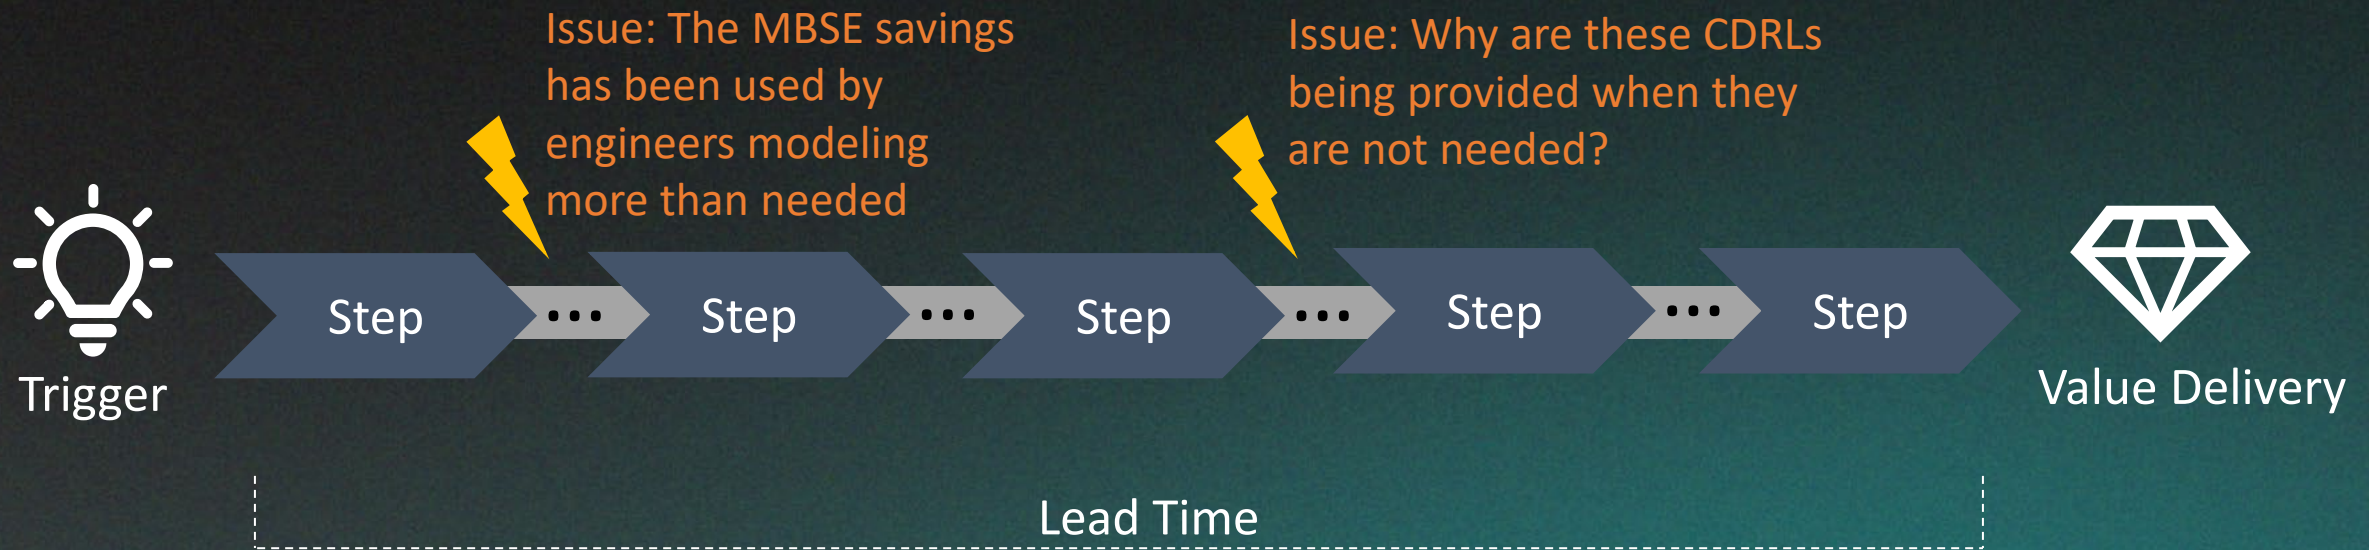 Issue: The MBSE savings
has been used by
engineers modeling
more than needed
Issue: Why are these CDRLs
being provided when they
are not needed?
Trigger
Step
...
Step
...
Step
...
Step
...
Step
Value Delivery
Lead Time